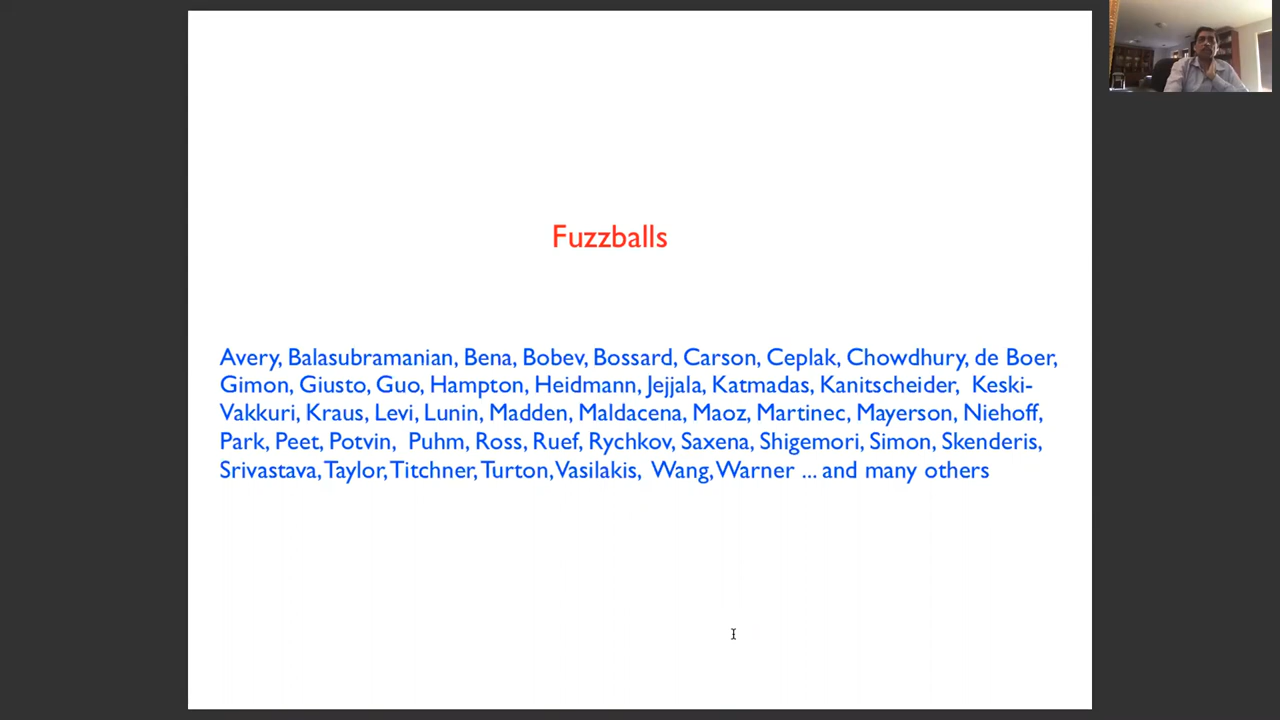 Fuzzballs
Avery, Balasubramanian, Bena, Bobev, Bossard, Carson, Ceplak, Chowdhury, de Boer,
Gimon, Giusto, Guo, Hampton, Heidmann, Jejjala, Katmadas, Kanitscheider, Keski-
Vakkuri, Kraus, Levi, Lunin, Madden, Maldacena, Maoz, Martinec, Mayerson, Niehoff,
Park, Peet, Potvin, Puhm, Ross, Ruef, Rychkov, Saxena, Shigemori, Simon, Skenderis,
Srivastava, Taylor, Titchner, Turton, Vasilakis, Wang, Warner ... and many others